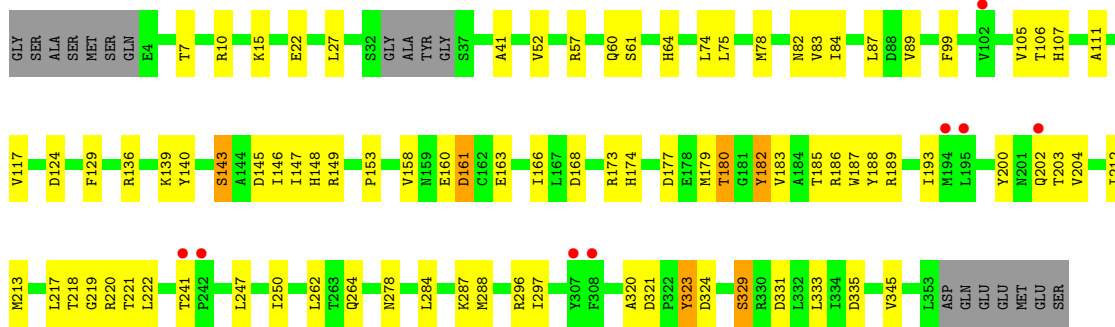 GLY SER ALA SER MET SER GLN E4 T7 R10 K15 E22 L27 S32 GLY ALA TYR GLY S37 A41 V52 R57 Q60 S61 H64 L74 L75 M78 N82 V83 I84 L87 D88 V89 F99 V102 V105 T106 H107 A111
V117 D124 F129 R136 K139 Y140 S143 A144 D145 I146 I147 H148 R149 P153 V158 N159 E160 D161 C162 E163 I166 L167 D168 R173 H174 D177 E178 M179 T180 G181 Y182 V183 A184 T185 R186 W187 Y188 R189 I193 M194 L195 Y200 N201 Q202 T203 V204
M213 L217 T218 G219 R220 T221 L222 T241 P242 L247 I250 L262 T263 Q264 N278 L284 K287 M288 R296 I297 Y307 F308 A320 D321 P322 Y323 D324 S329 R330 D331 L332 L333 I334 D335 V345 L353 ASP GLN GLU GLU MET GLU SER